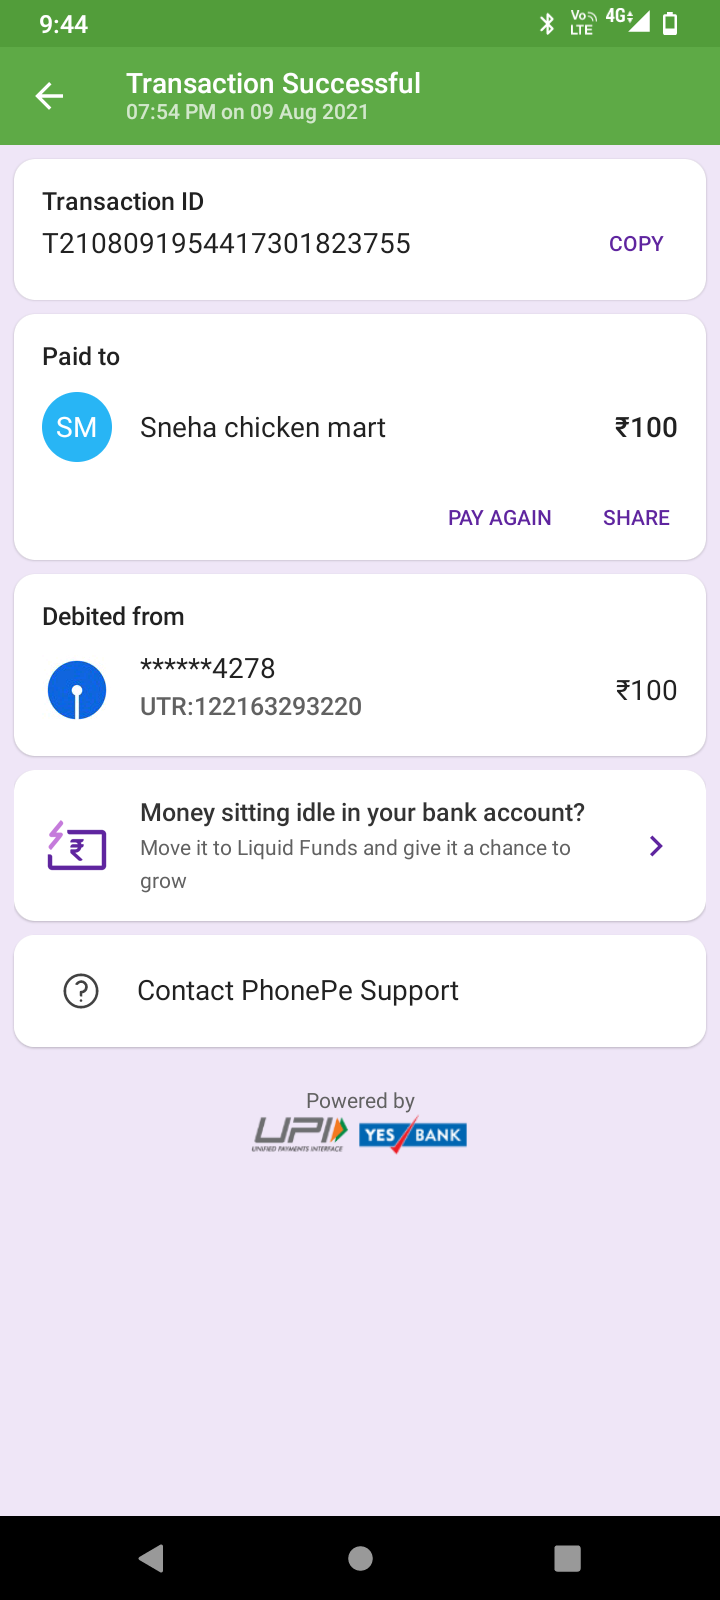 9:44
Vo
LTE
4G
Transaction Successful
07:54 PM on 09 Aug 2021
Transaction ID
T2108091954417301823755
COPY
Paid to
SM
Sneha chicken mart
₹100
PAY AGAIN
SHARE
Debited from
******4278
UTR:122163293220
₹100
Money sitting idle in your bank account?
Move it to Liquid Funds and give it a chance to
grow
Contact PhonePe Support
Powered by
UPI
UNIFIED PAYMENTS INTERFACE
YES BANK